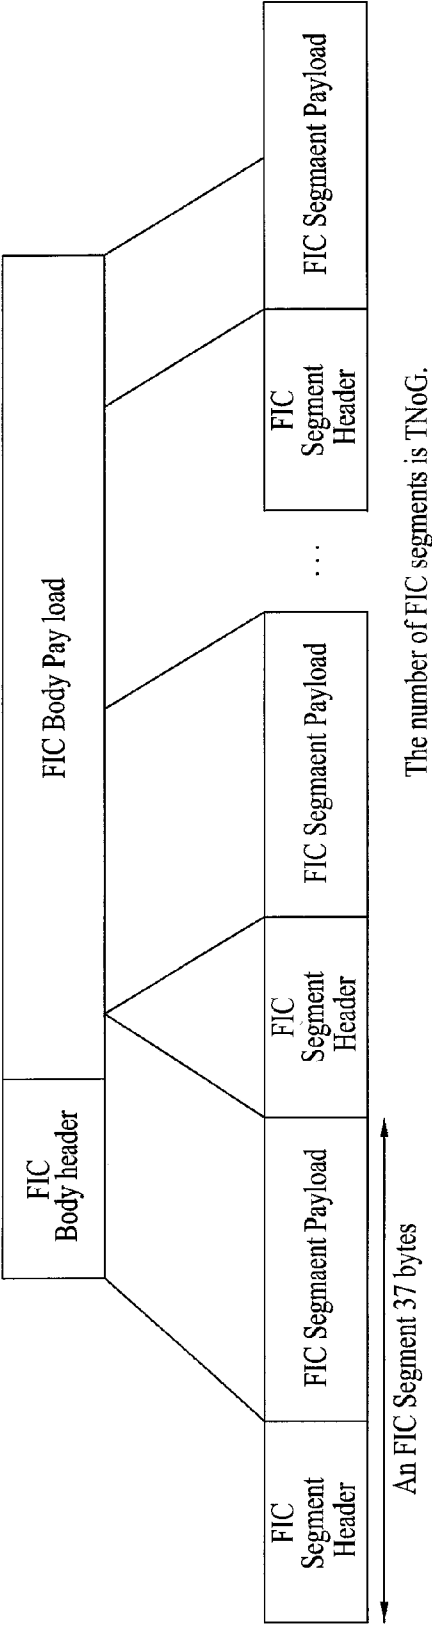 FIC
Body header
FIC Body Pay load
FIC
Segment
Header
FIC Segmaent Payload
FIC
Segment
Header
FIC Segmaent Payload
...
FIC
Segment
Header
FIC Segmaent Payload
An FIC Segment 37 bytes
The number of FIC segments is TNoG.